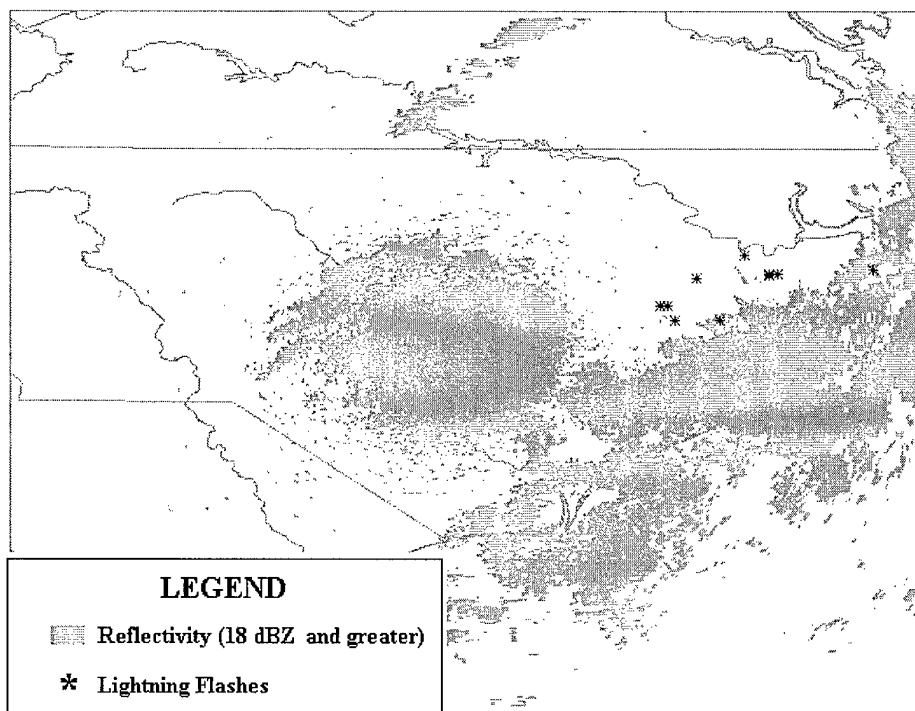 LEGEND
Reflectivity (18 dBZ and greater)
* Lightning Flashes